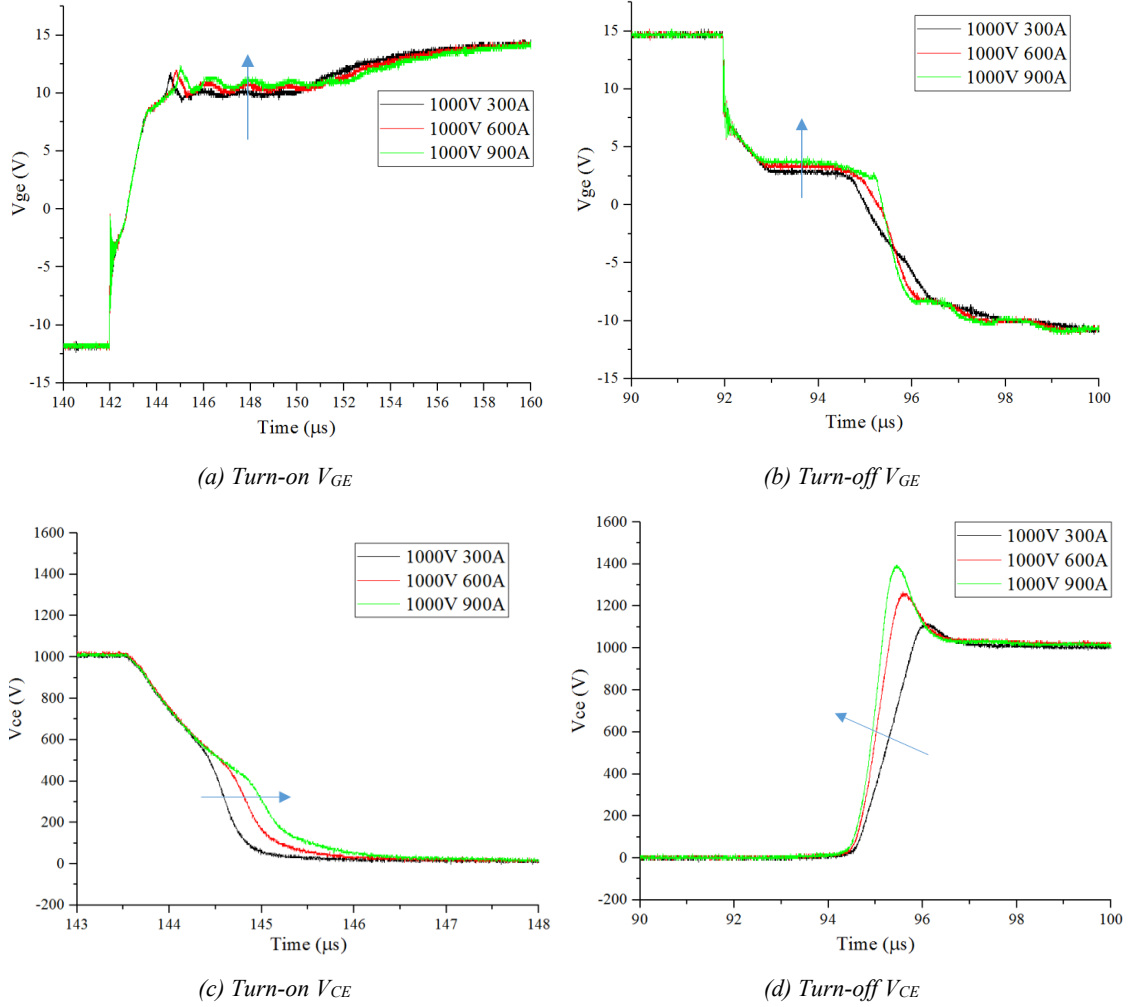 15
10
5
0
-5
-10
-15
Vge (V)
1000V 300A
1000V 600A
1000V 900A
140 142 144 146 148 150 152 154 156 158 160
Time (μs)
(a) Turn-on VGE
15
10
5
0
-5
-10
-15
Vge (V)
1000V 300A
1000V 600A
1000V 900A
90 92 94 96 98 100
Time (μs)
(b) Turn-off VGE
1600
1400
1200
1000
800
600
400
200
0
-200
Vce (V)
1000V 300A
1000V 600A
1000V 900A
143 144 145 146 147 148
Time (μs)
(c) Turn-on VCE
1600
1400
1200
1000
800
600
400
200
0
-200
Vce (V)
1000V 300A
1000V 600A
1000V 900A
90 92 94 96 98 100
Time (μs)
(d) Turn-off VCE